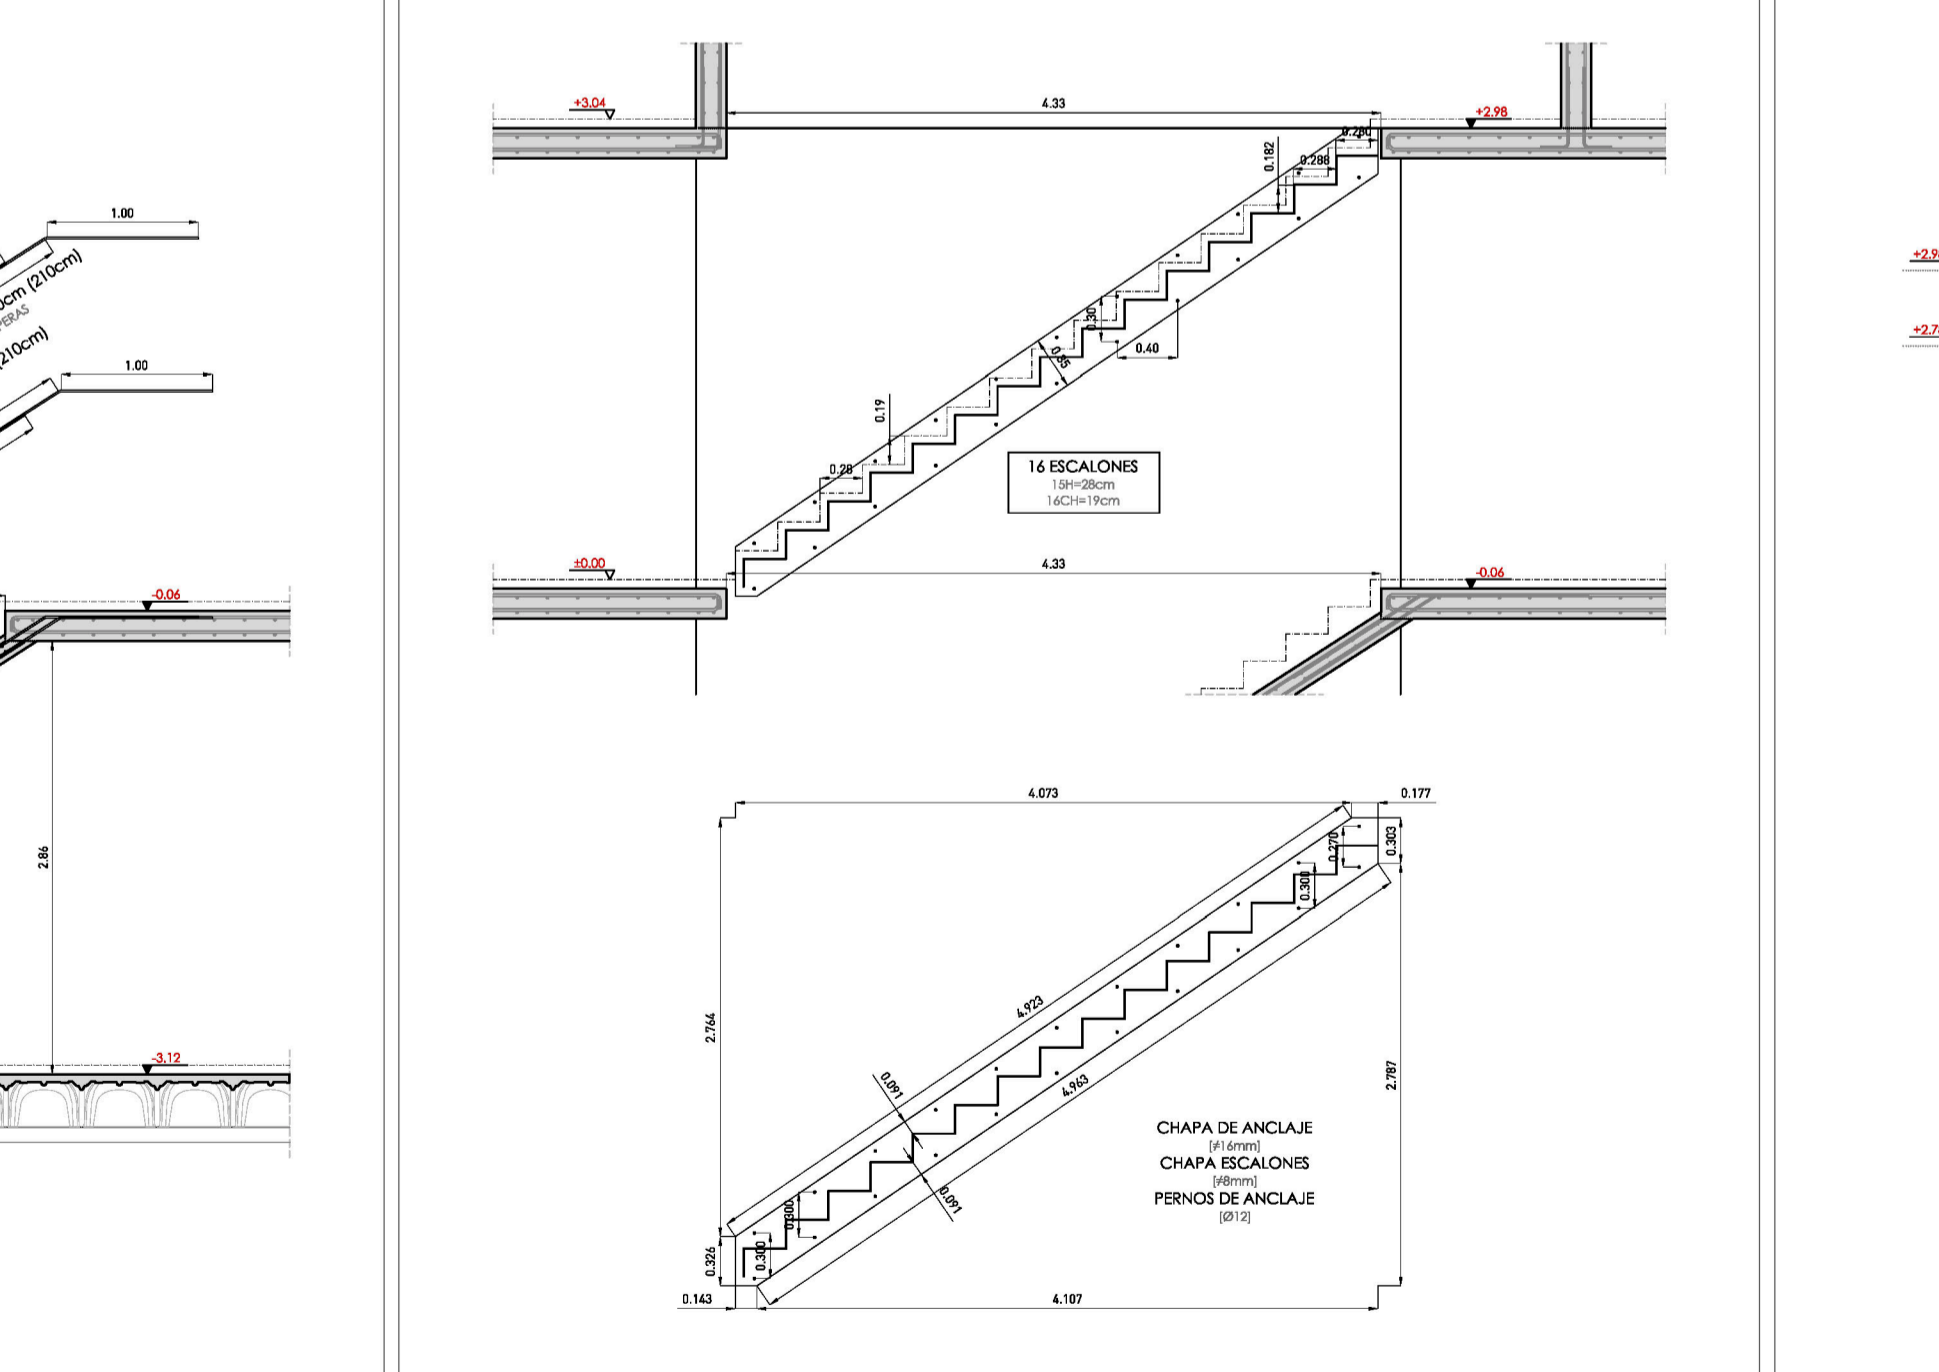 1.00
0cm (210cm)
PERAS
(210cm)
1.00
-0.06
2.86
-3.12
+3.04
4.33
+2.98
0.280
0.182
0.288
0.30
0.40
0.19
0.28
16 ESCALONES
15H=28cm
16CH=19cm
±0.00
4.33
-0.06
4.073
0.177
0.270
0.303
0.300
2.764
4.923
4.963
2.787
0.091
0.091
CHAPA DE ANCLAJE
[≠16mm]
CHAPA ESCALONES
[≠8mm]
PERNOS DE ANCLAJE
[Ø12]
0.300
0.300
0.326
0.143
4.107